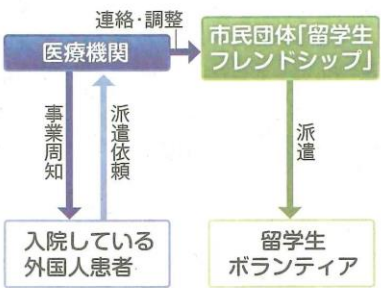 連絡・調整
医療機関
市民団体「留学生
フレンドシップ」
事業周知
派遣依頼
派遣
入院している
外国人患者
留学生
ボランティア